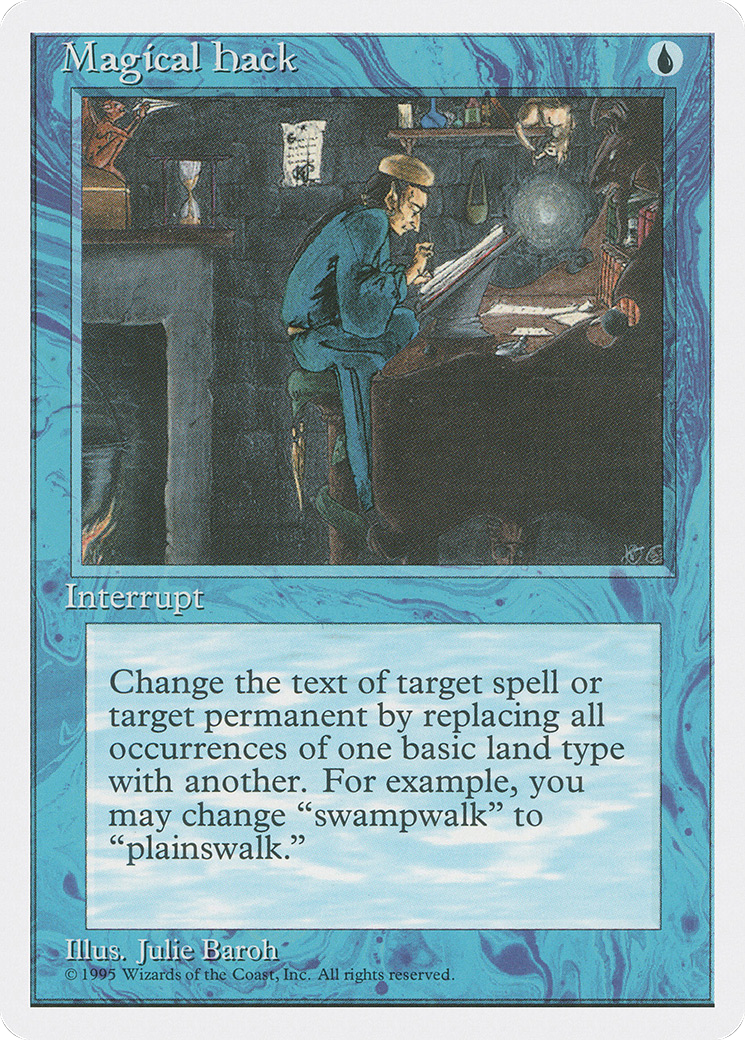 Magical Hack
Interrupt
Change the text of target spell or
target permanent by replacing all
occurrences of one basic land type
with another. For example, you
may change “swampwalk” to
“plainswalk.”
Illus. Julie Baroh
© 1995 Wizards of the Coast, Inc. All rights reserved.